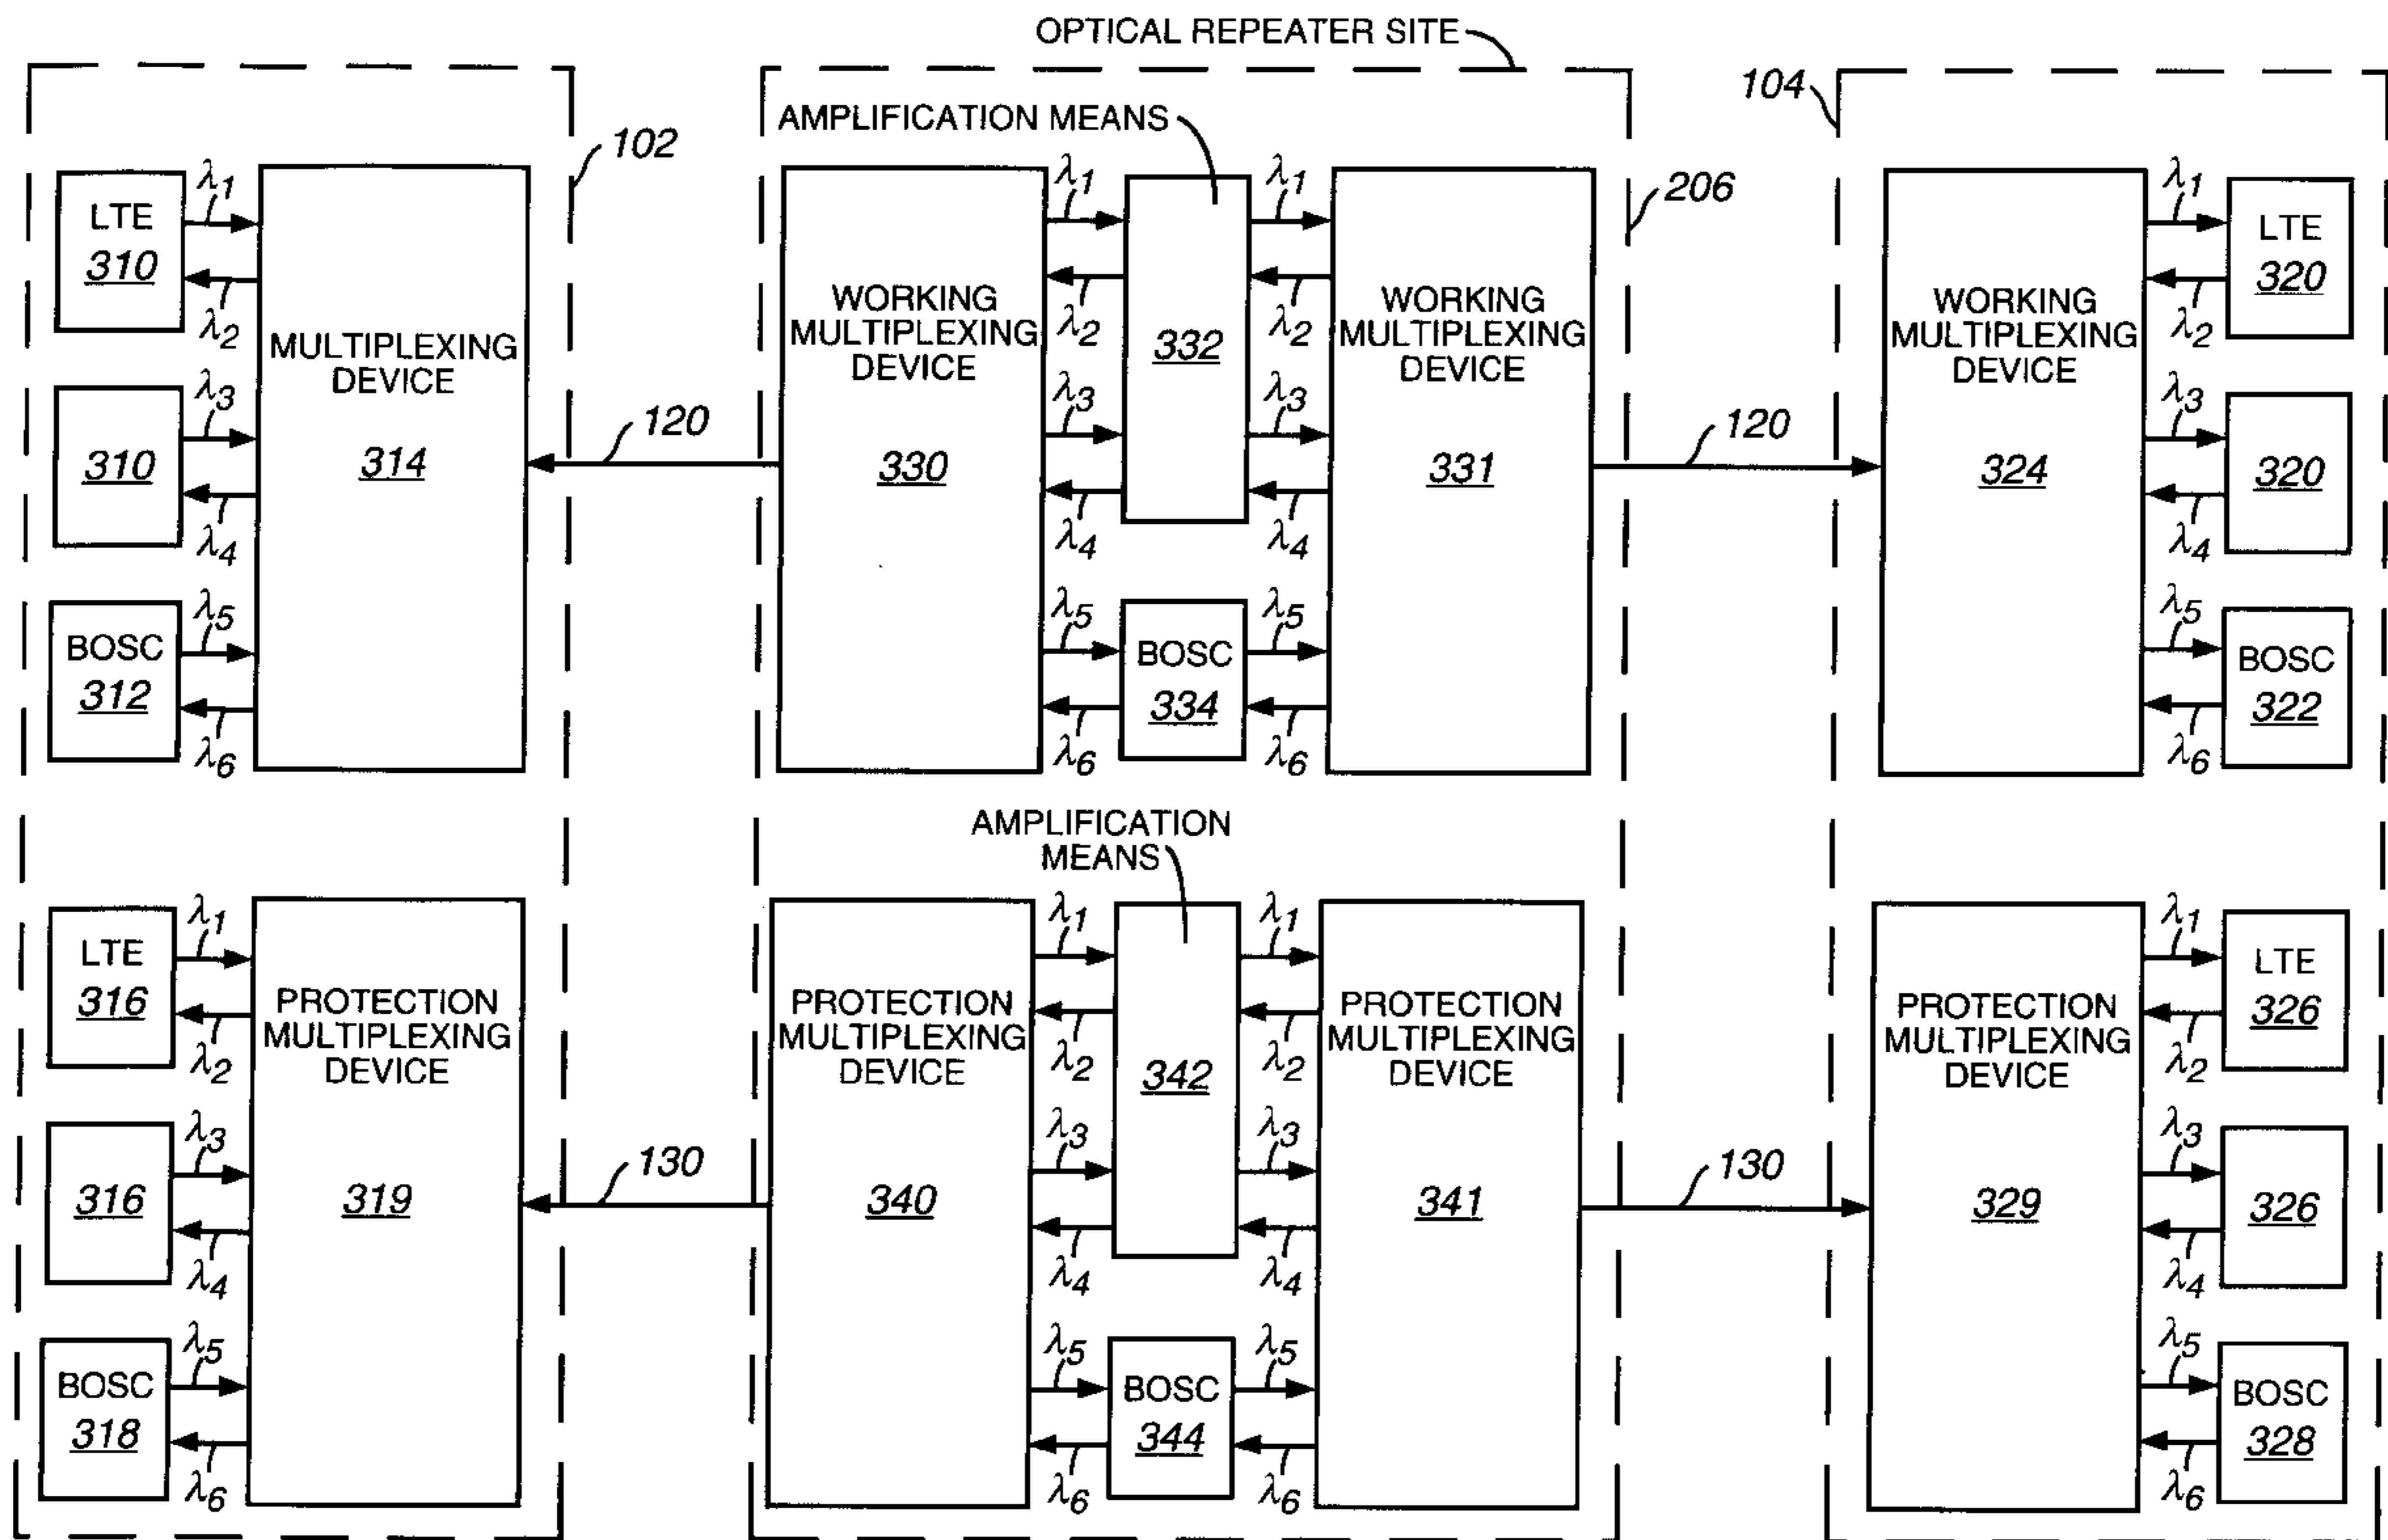 OPTICAL REPEATER SITE
102
LTE
310
λ1
λ2
310
λ3
λ4
BOSC
312
λ5
λ6
MULTIPLEXING
DEVICE
314
120
LTE
316
λ1
λ2
316
λ3
λ4
BOSC
318
λ5
λ6
PROTECTION
MULTIPLEXING
DEVICE
319
130
AMPLIFICATION MEANS
206
WORKING
MULTIPLEXING
DEVICE
330
λ1
λ2
λ3
λ4
λ5
λ6
332
BOSC
334
λ1
λ2
λ3
λ4
λ5
λ6
WORKING
MULTIPLEXING
DEVICE
331
120
AMPLIFICATION
MEANS
PROTECTION
MULTIPLEXING
DEVICE
340
λ1
λ2
λ3
λ4
λ5
λ6
342
BOSC
344
λ1
λ2
λ3
λ4
λ5
λ6
PROTECTION
MULTIPLEXING
DEVICE
341
130
104
WORKING
MULTIPLEXING
DEVICE
324
λ1
λ2
LTE
320
λ3
λ4
320
λ5
λ6
BOSC
322
PROTECTION
MULTIPLEXING
DEVICE
329
λ1
λ2
LTE
326
λ3
λ4
326
λ5
λ6
BOSC
328